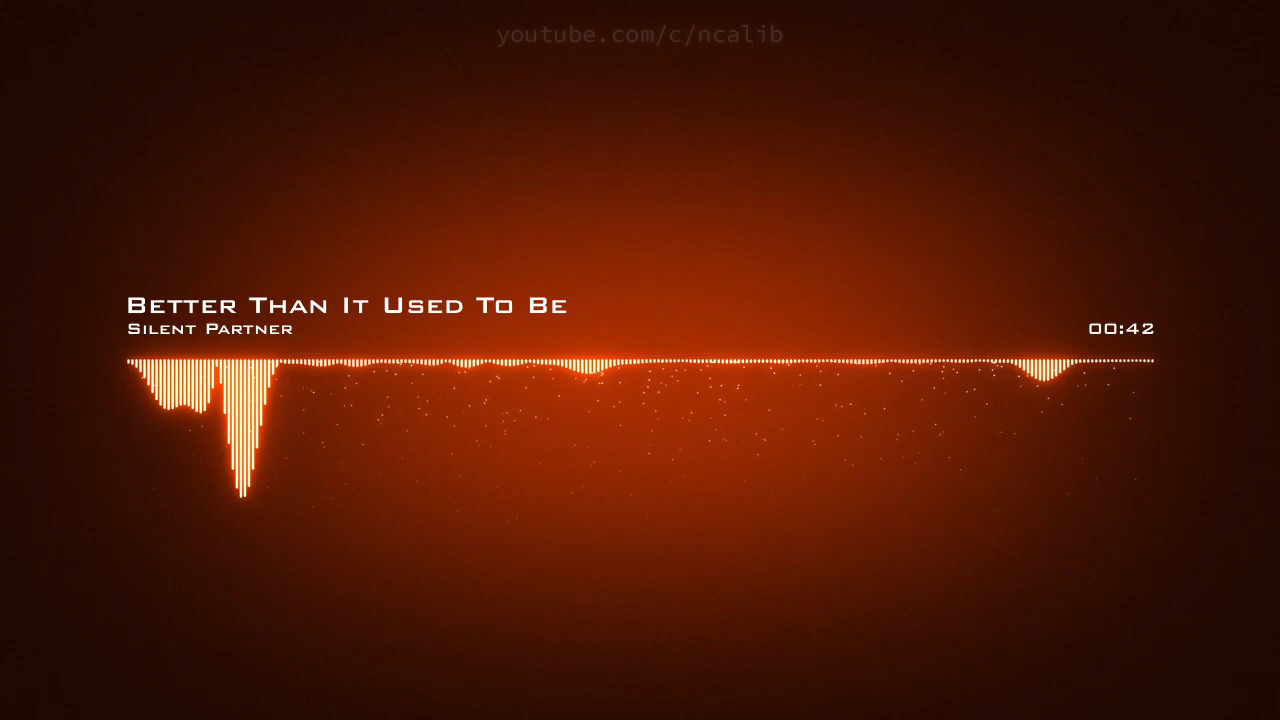 youtube.com/c/ncalib
Better Than It Used To Be
Silent Partner
00:42